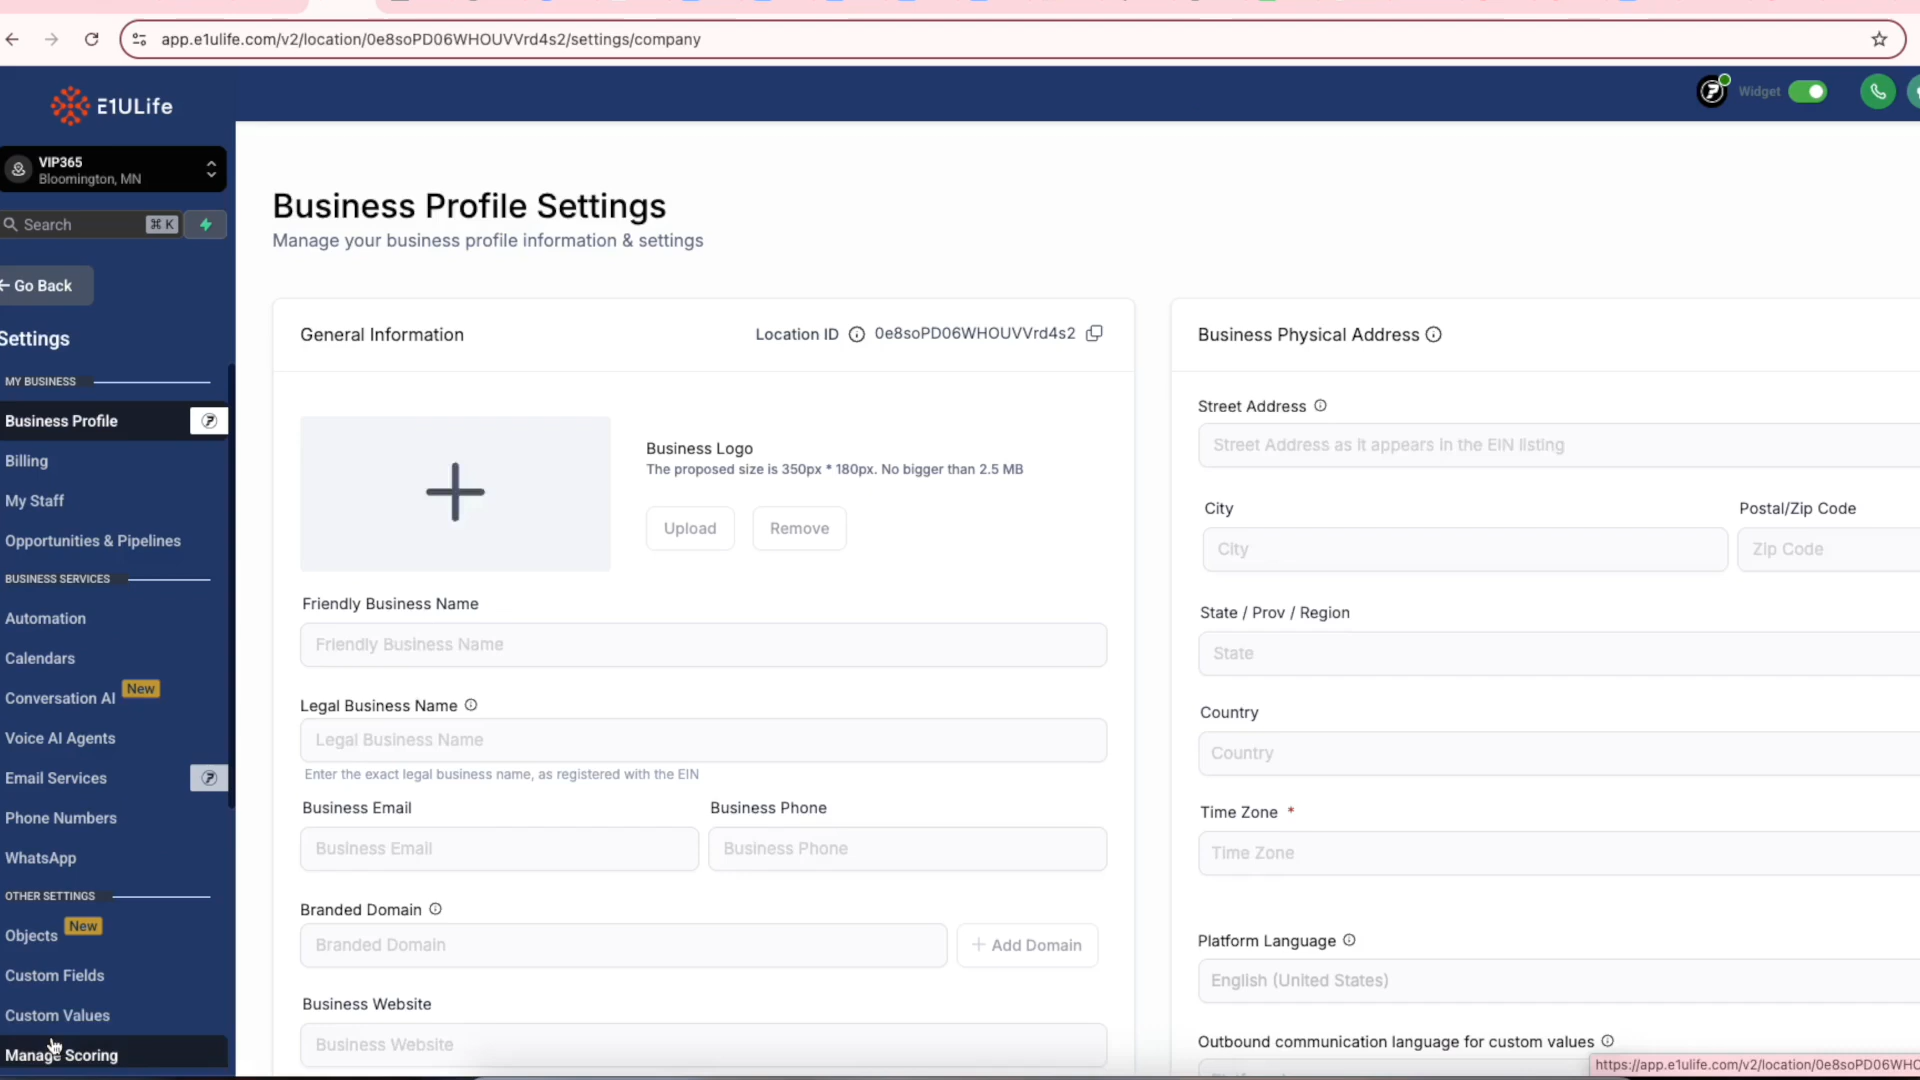 app.e1ulife.com/v2/location/0e8soPD06WHOUVVrd4s2/settings/company
E1ULife
Widget
VIP365
Bloomington, MN
Search ⌘ K
← Go Back
Settings
MY BUSINESS
Business Profile
Billing
My Staff
Opportunities & Pipelines
BUSINESS SERVICES
Automation
Calendars
Conversation AI New
Voice AI Agents
Email Services
Phone Numbers
WhatsApp
OTHER SETTINGS
Objects New
Custom Fields
Custom Values
Manage Scoring
Business Profile Settings
Manage your business profile information & settings
General Information
Location ID 0e8soPD06WHOUVVrd4s2
Business Logo
The proposed size is 350px * 180px. No bigger than 2.5 MB
Upload Remove
Friendly Business Name
Friendly Business Name
Legal Business Name
Legal Business Name
Enter the exact legal business name, as registered with the EIN
Business Email Business Phone
Business Email Business Phone
Branded Domain
Branded Domain + Add Domain
Business Website
Business Website
Business Physical Address
Street Address
Street Address as it appears in the EIN listing
City Postal/Zip Code
City Zip Code
State / Prov / Region
State
Country
Country
Time Zone *
Time Zone
Platform Language
English (United States)
Outbound communication language for custom values
https://app.e1ulife.com/v2/location/0e8soPD06WHO